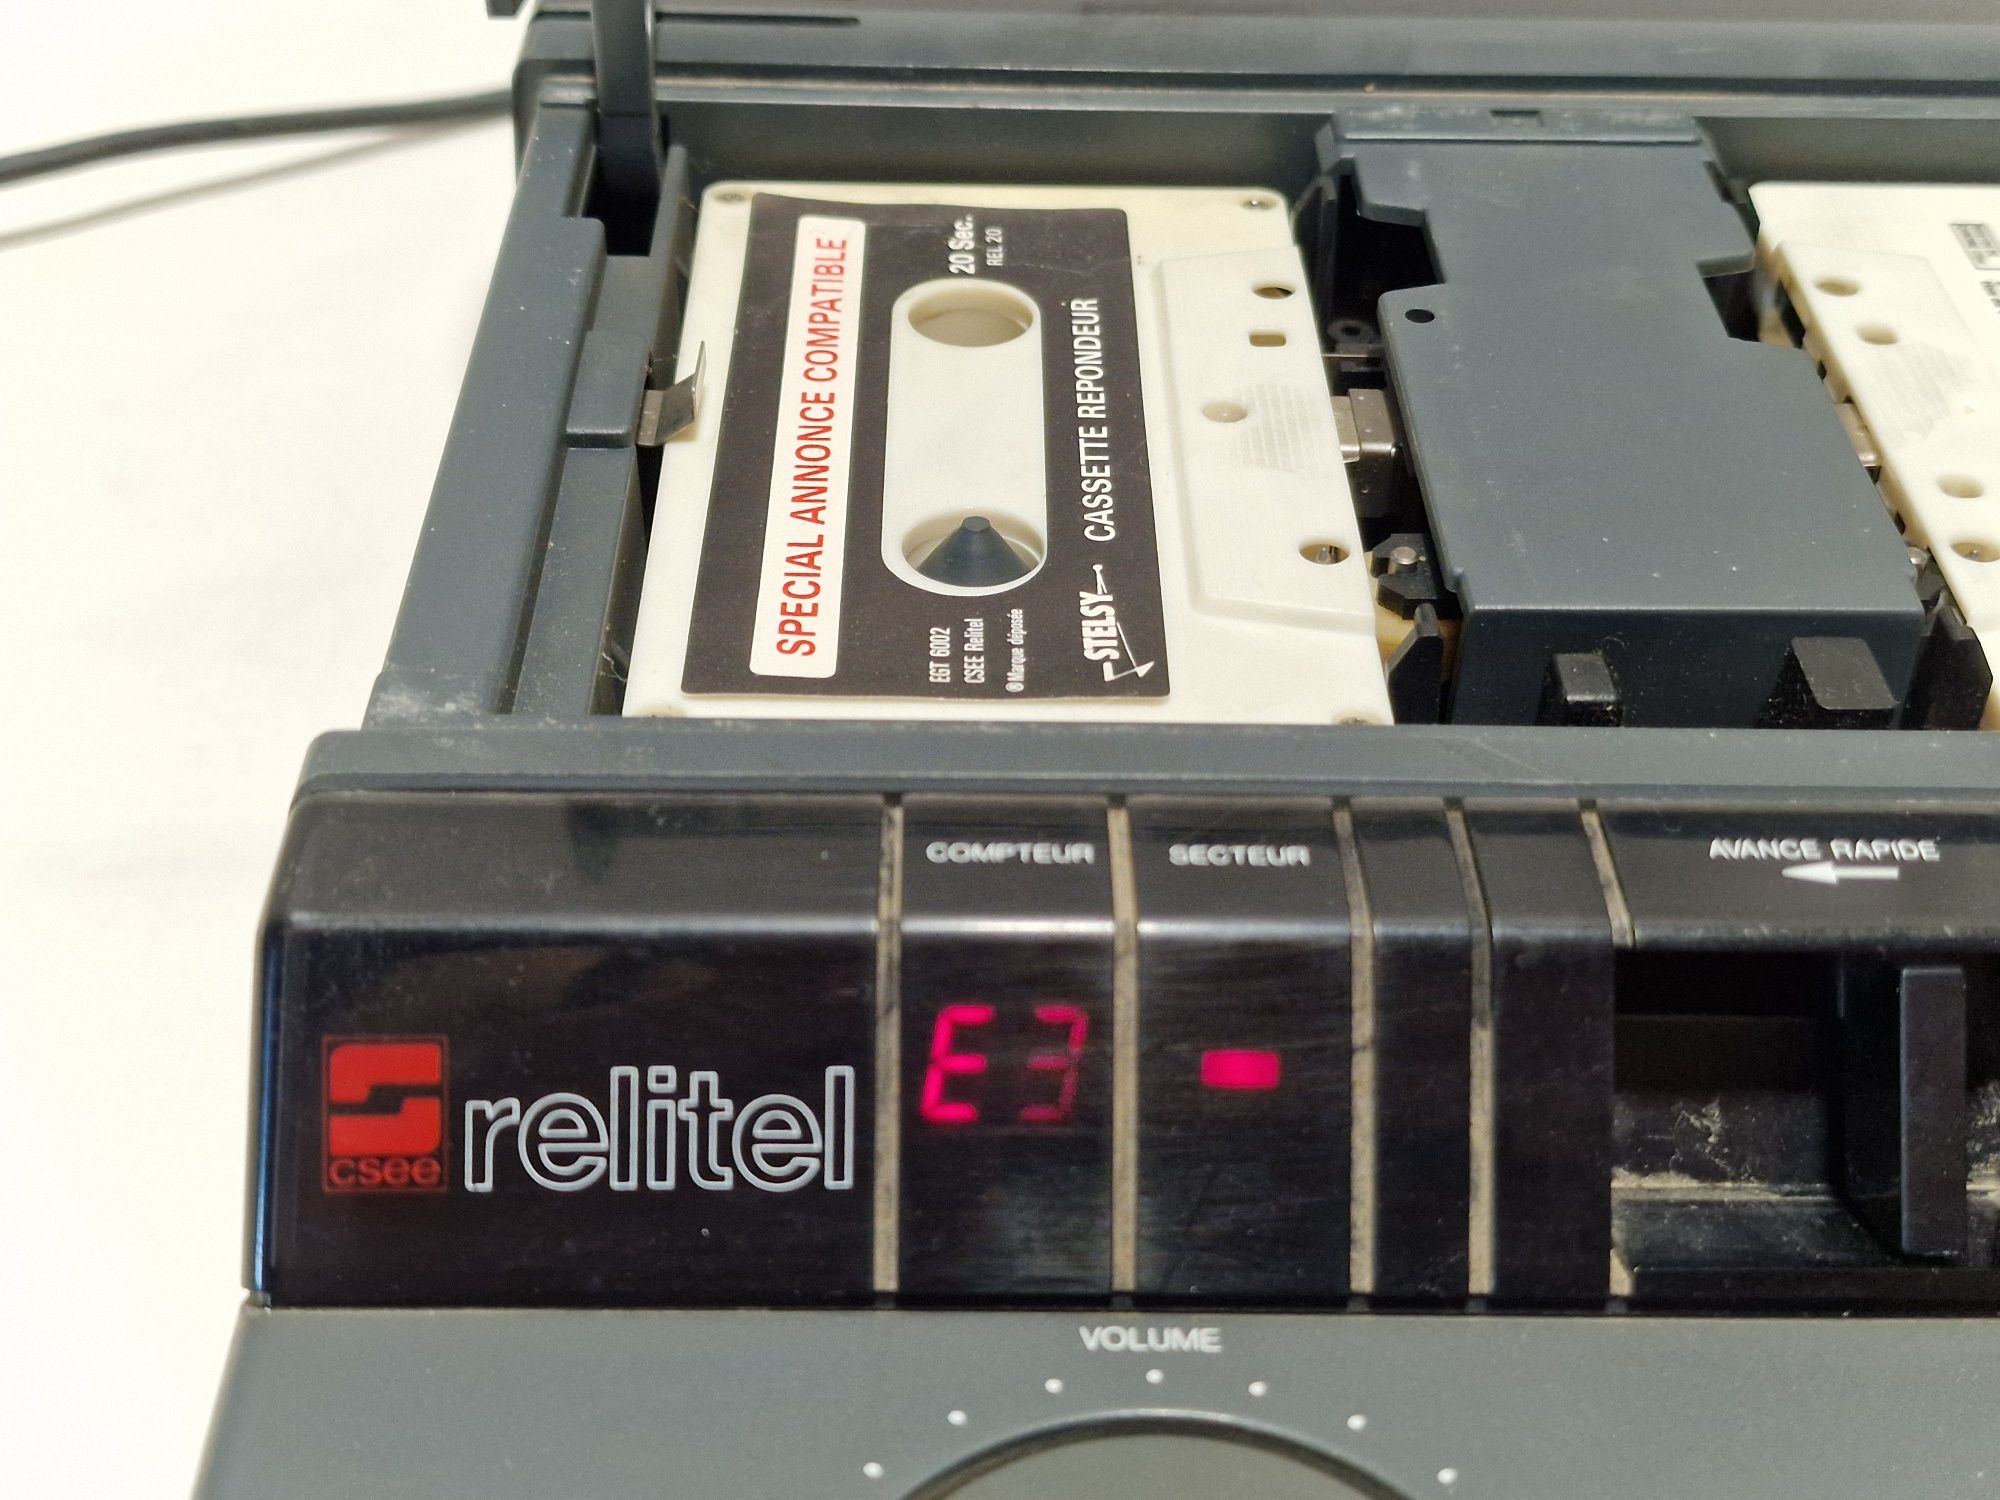 SPECIAL ANNONCE COMPATIBLE
20 Sec.
REL 20
EGT 6002
CSEE Relitel
® Marque déposée
STELSY CASSETTE REPONDEUR
COMPTEUR
SECTEUR
AVANCE RAPIDE
E3
csee
relitel
VOLUME